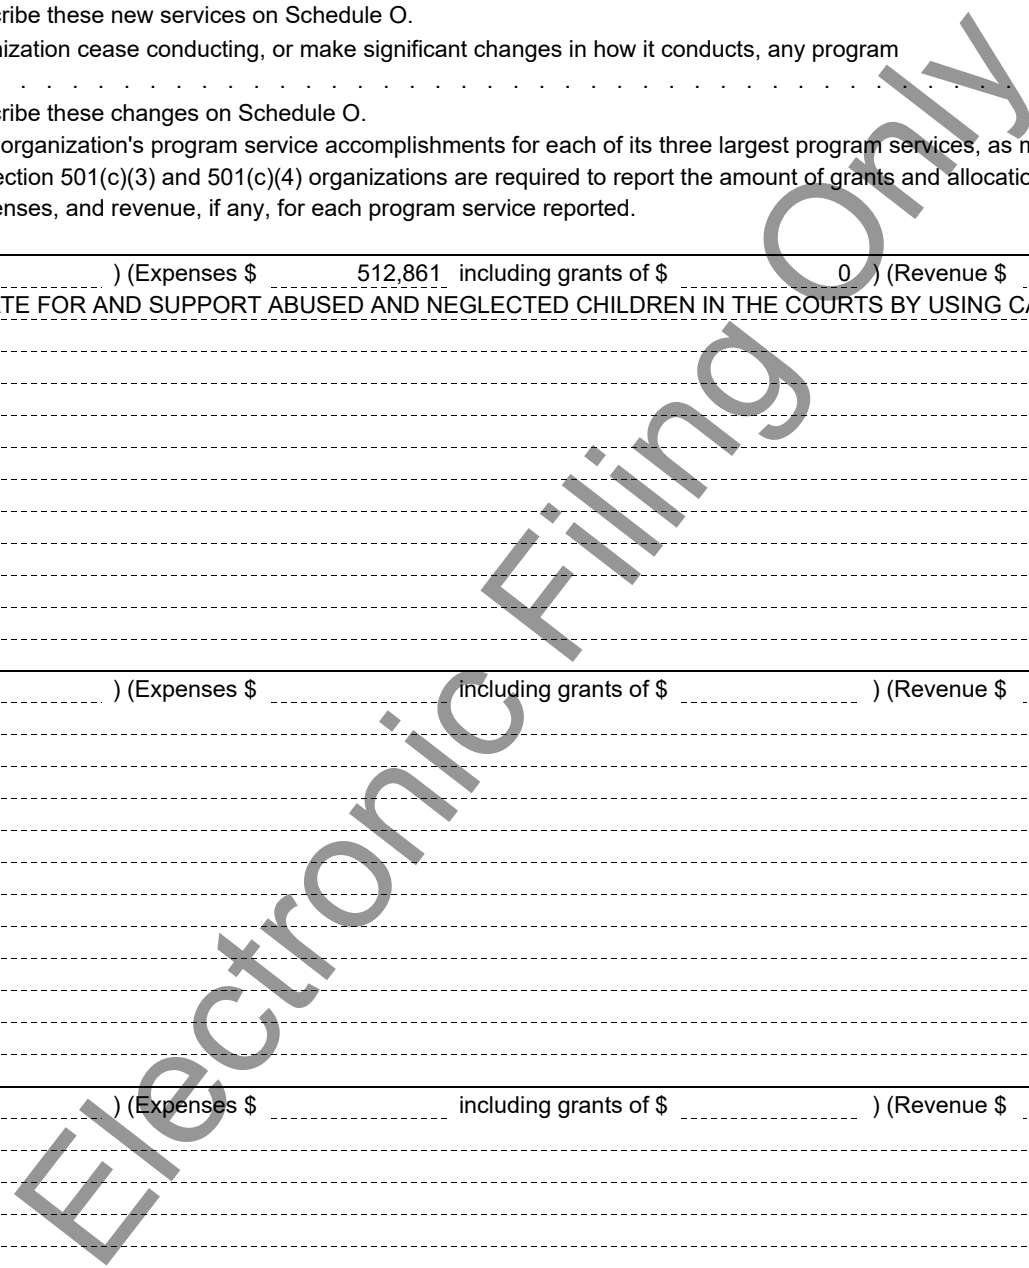 ribe these new services on Schedule O.
nization cease conducting, or make significant changes in how it conducts, any program
. . . . . . . . . . . . . . . . . . . . . . . . . . . . . . . . . . . . . . .
ribe these changes on Schedule O.
organization's program service accomplishments for each of its three largest program services, as m
ection 501(c)(3) and 501(c)(4) organizations are required to report the amount of grants and allocatio
enses, and revenue, if any, for each program service reported.
) (Expenses $ 512,861 including grants of $ 0 ) (Revenue $
TE FOR AND SUPPORT ABUSED AND NEGLECTED CHILDREN IN THE COURTS BY USING CA
) (Expenses $ including grants of $ ) (Revenue $
) (Expenses $ including grants of $ ) (Revenue $
Electronic Filing Only